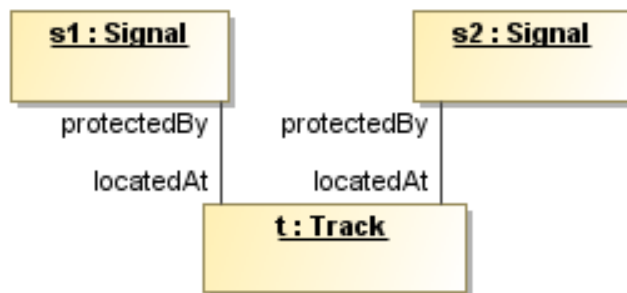 s1 : Signal
s2 : Signal
protectedBy
protectedBy
locatedAt
locatedAt
t : Track